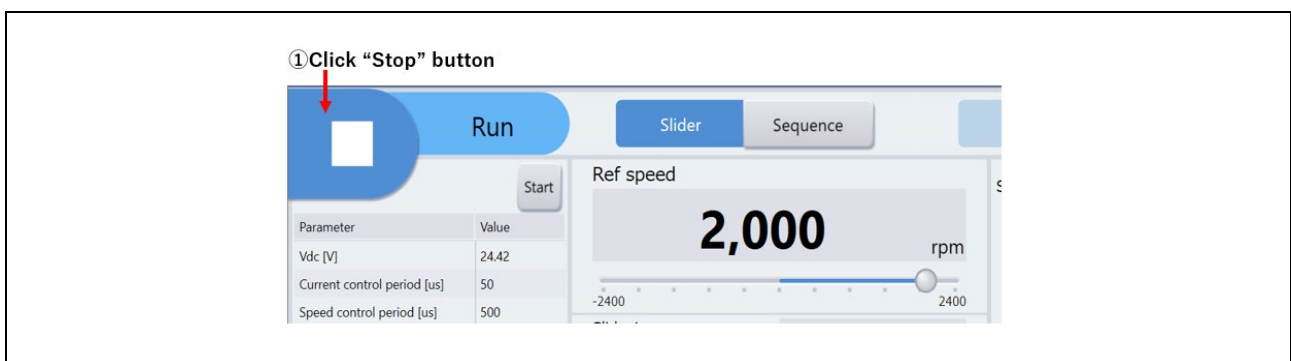 ①Click “Stop” button
Run
Slider
Sequence
Start
Ref speed
2,000
rpm
-2400
2400
Parameter Value
Vdc [V] 24.42
Current control period [us] 50
Speed control period [us] 500